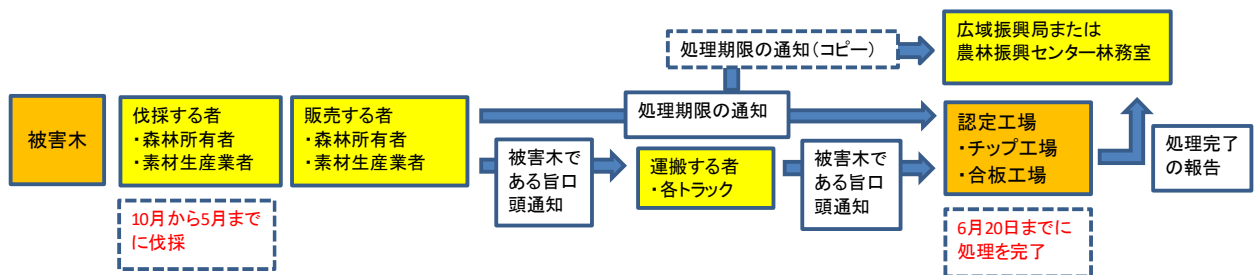 処理期限の通知(コピー)
広域振興局または
農林振興センター林務室
被害木
伐採する者
・森林所有者
・素材生産業者
販売する者
・森林所有者
・素材生産業者
処理期限の通知
被害木で
ある旨口
頭通知
運搬する者
・各トラック
被害木で
ある旨口
頭通知
認定工場
・チップ工場
・合板工場
処理完了
の報告
10月から5月まで
に伐採
6月20日までに
処理を完了